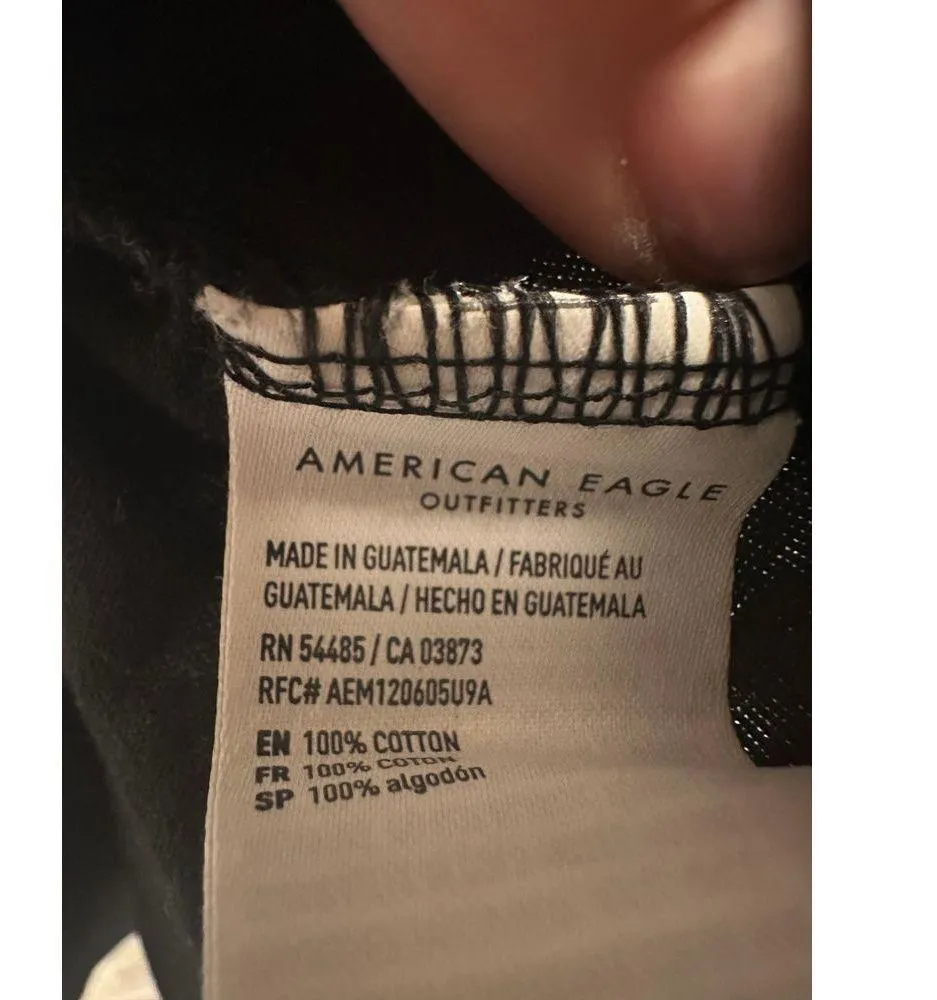 AMERICAN EAGLE
OUTFITTERS
MADE IN GUATEMALA / FABRIQUÉ AU
GUATEMALA / HECHO EN GUATEMALA
RN 54485 / CA 03873
RFC# AEM120605U9A
EN 100% COTTON
FR 100% COTON
SP 100% algodón